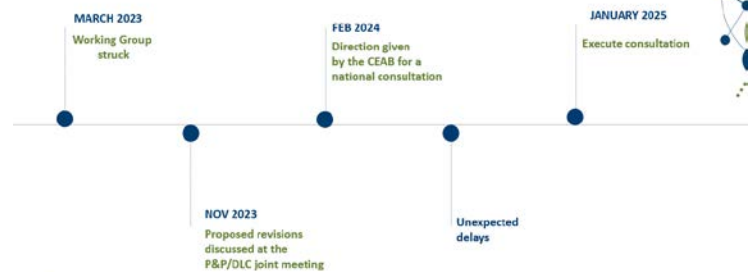 MARCH 2023
Working Group
struck
NOV 2023
Proposed revisions
discussed at the
P&P/DLC joint meeting
FEB 2024
Direction given
by the CEAB for a
national consultation
Unexpected
delays
JANUARY 2025
Execute consultation